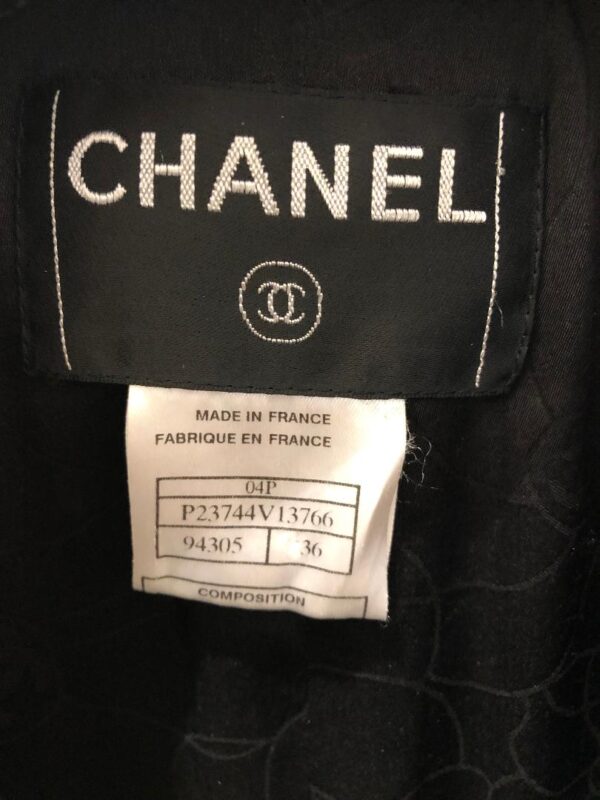 CHANEL
MADE IN FRANCE
FABRIQUE EN FRANCE
04P
P23744V13766
94305 36
COMPOSITION